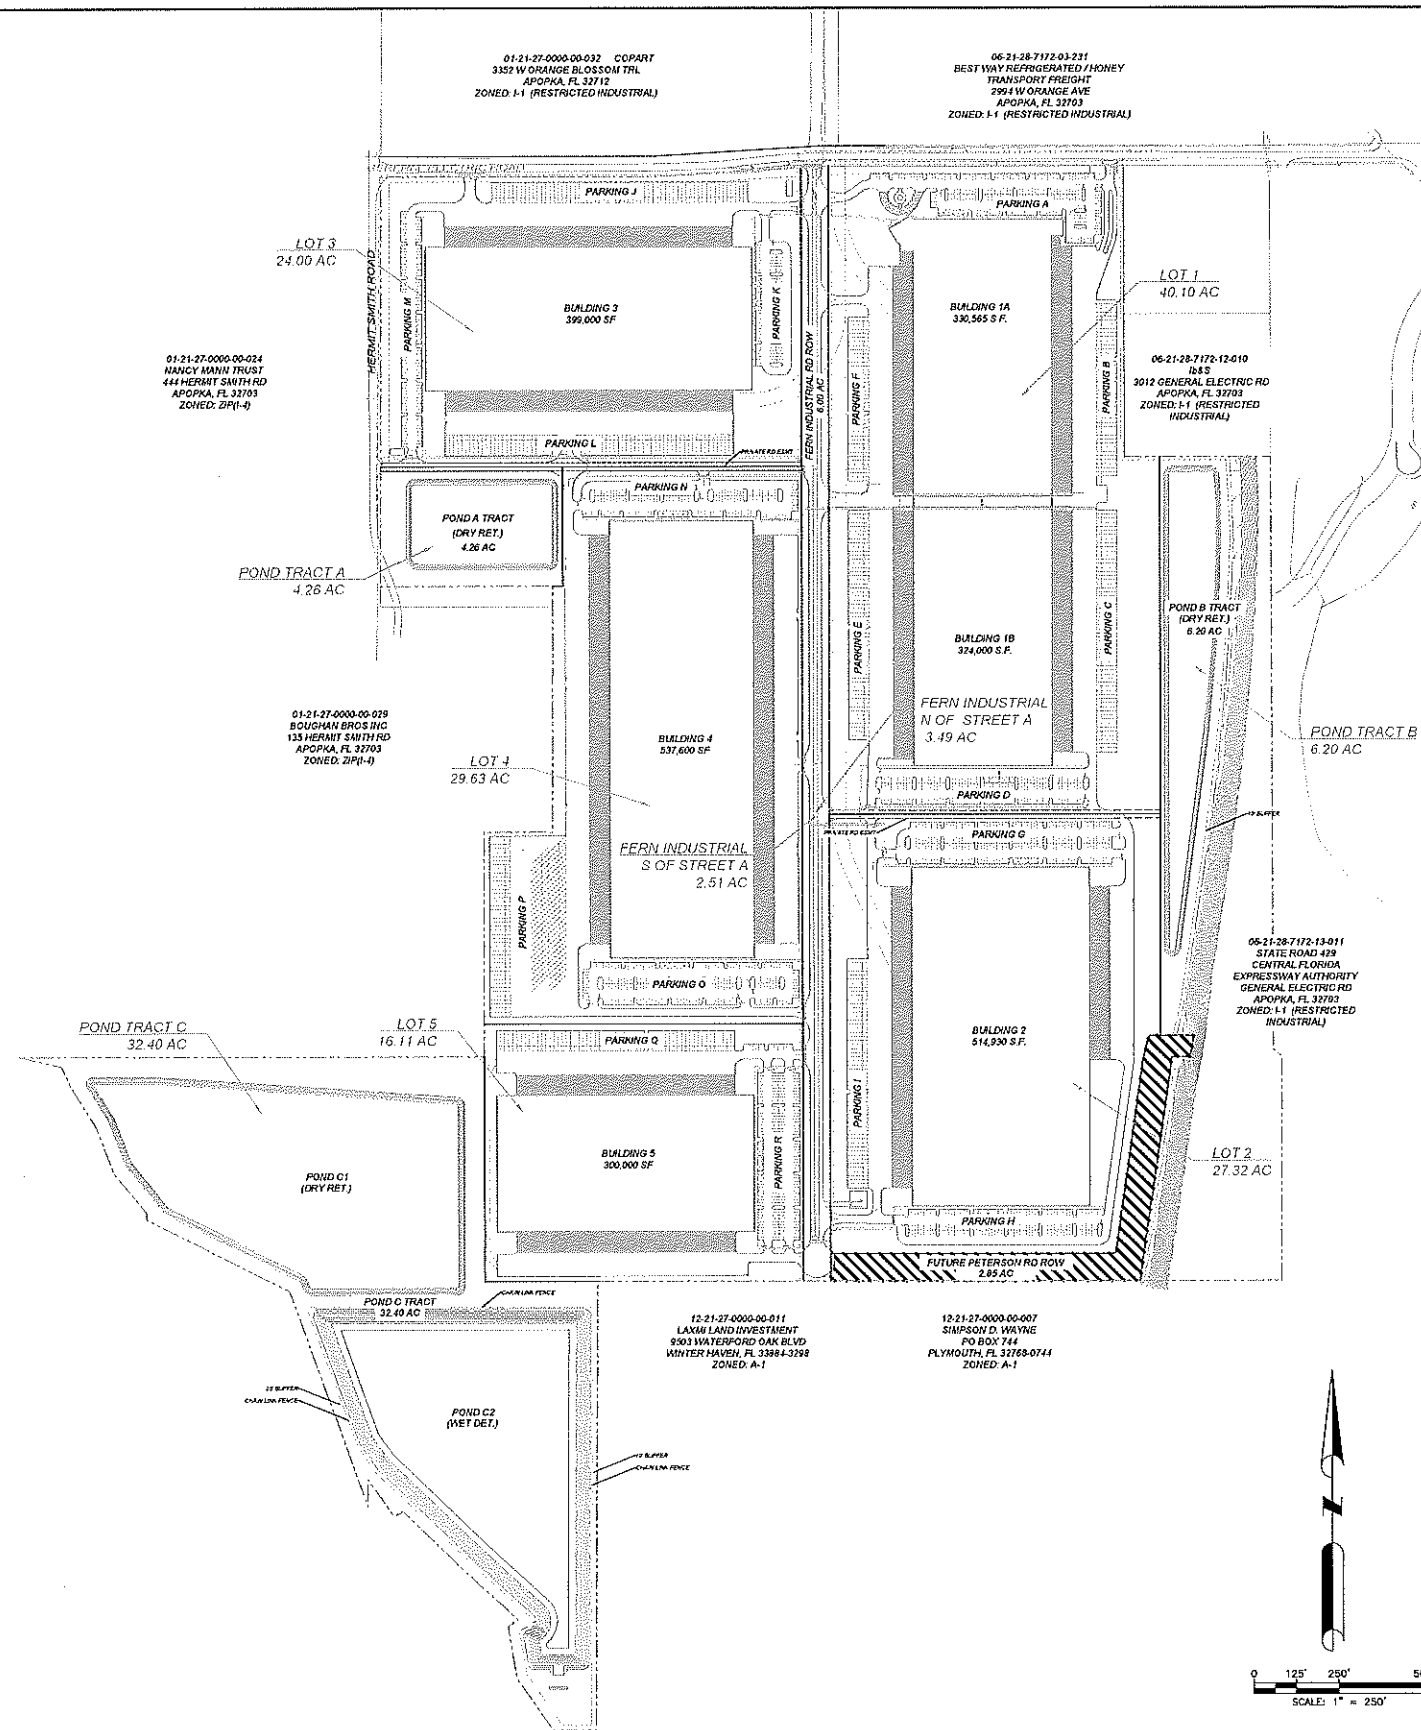 01-21-27-0000-00-032 COPART
3352 W ORANGE BLOSSOM TRL
APOPKA, FL 32712
ZONED: I-1 (RESTRICTED INDUSTRIAL)
06-21-28-7172-03-231
BEST WAY REFRIGERATED / HONEY
TRANSPORT FREIGHT
2994 W ORANGE AVE
APOPKA, FL 32703
ZONED: I-1 (RESTRICTED INDUSTRIAL)
PARKING J
PARKING A
LOT 3
24.00 AC
HERMIT SMITH ROAD
PARKING M
BUILDING 3
399,000 SF
PARKING K
FERN INDUSTRIAL RD ROW
6.00 AC
PARKING F
BUILDING 1A
330,565 S.F.
PARKING B
LOT 1
40.10 AC
01-21-27-0000-00-024
NANCY MANN TRUST
444 HERMIT SMITH RD
APOPKA, FL 32703
ZONED: ZIP(I-4)
06-21-28-7172-12-010
3012 GENERAL ELECTRIC RD
APOPKA, FL 32703
ZONED: I-1 (RESTRICTED
INDUSTRIAL)
PARKING L
PRIVATE RD ESMT
PARKING N
POND A TRACT
(DRY RET.)
4.26 AC
POND TRACT A
4.26 AC
PARKING E
BUILDING 1B
324,000 S.F.
PARKING C
POND B TRACT
(DRY RET.)
6.20 AC
FERN INDUSTRIAL
N OF STREET A
3.49 AC
POND TRACT B
6.20 AC
01-21-27-0000-00-029
BOUGHAN BROS INC
135 HERMIT SMITH RD
APOPKA, FL 32703
ZONED: ZIP(I-4)
BUILDING 4
537,600 SF
LOT 4
29.63 AC
PARKING D
10' BUFFER
PRIVATE RD ESMT
PARKING G
FERN INDUSTRIAL
S OF STREET A
2.51 AC
PARKING P
PARKING O
06-21-28-7172-13-011
STATE ROAD 429
CENTRAL FLORIDA
EXPRESSWAY AUTHORITY
GENERAL ELECTRIC RD
APOPKA, FL 32703
ZONED: I-1 (RESTRICTED
INDUSTRIAL)
POND TRACT C
32.40 AC
LOT 5
16.11 AC
PARKING Q
BUILDING 2
514,930 S.F.
PARKING I
PARKING R
BUILDING 5
300,000 SF
LOT 2
27.32 AC
POND C1
(DRY RET.)
PARKING H
FUTURE PETERSON RD ROW
2.85 AC
CHAIN LINK FENCE
POND C TRACT
32.40 AC
12-21-27-0000-00-011
LAXMI LAND INVESTMENT
9503 WATERFORD OAK BLVD
WINTER HAVEN, FL 33884-3298
ZONED: A-1
12-21-27-0000-00-007
SIMPSON D. WAYNE
PO BOX 744
PLYMOUTH, FL 32768-0744
ZONED: A-1
BUFFER
CHAIN LINK FENCE
POND C2
(WET DET.)
10' BUFFER
CHAIN LINK FENCE
N
0 125' 250'
SCALE: 1" = 250'